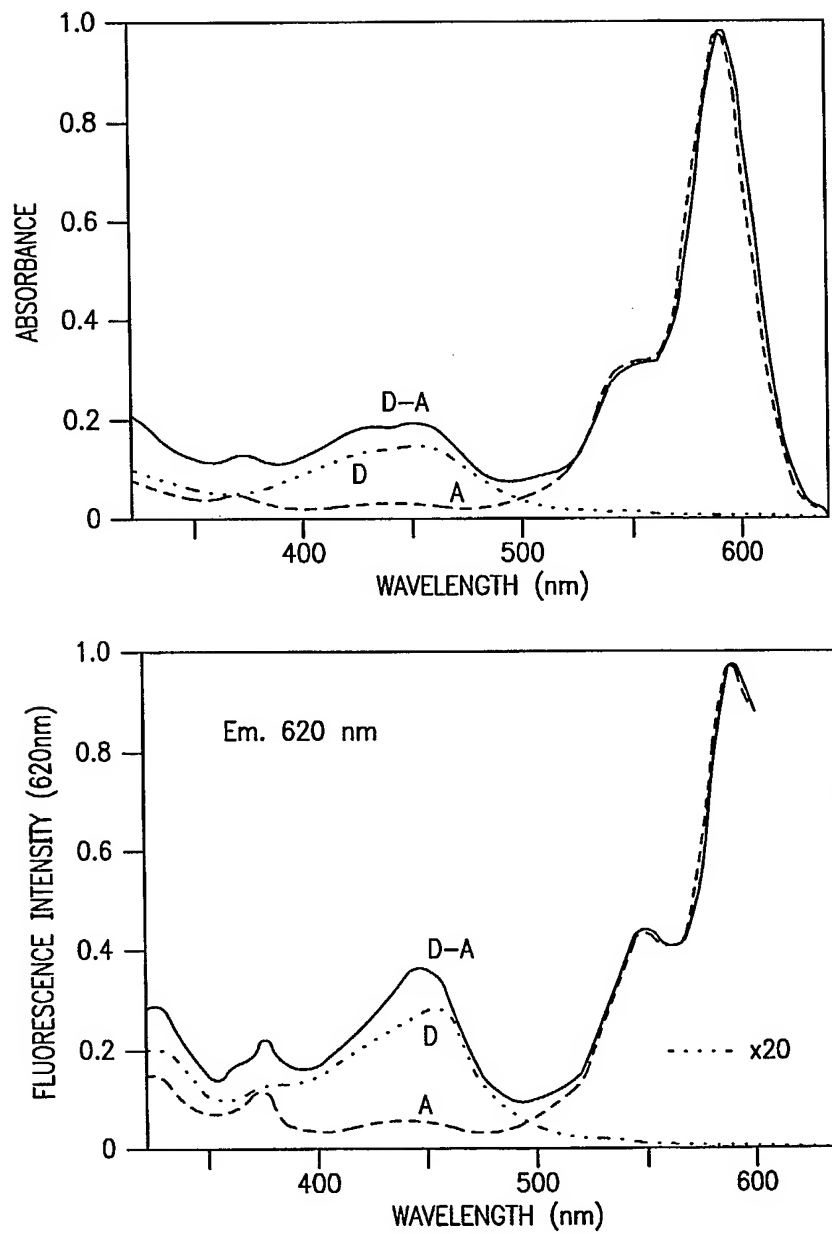 1.0
0.8
0.6
0.4
0.2
0
ABSORBANCE
D-A
D
A
400
500
600
WAVELENGTH (nm)
1.0
0.8
0.6
0.4
0.2
0
FLUORESCENCE INTENSITY (620nm)
Em. 620 nm
D-A
D
A
x20
400
500
600
WAVELENGTH (nm)